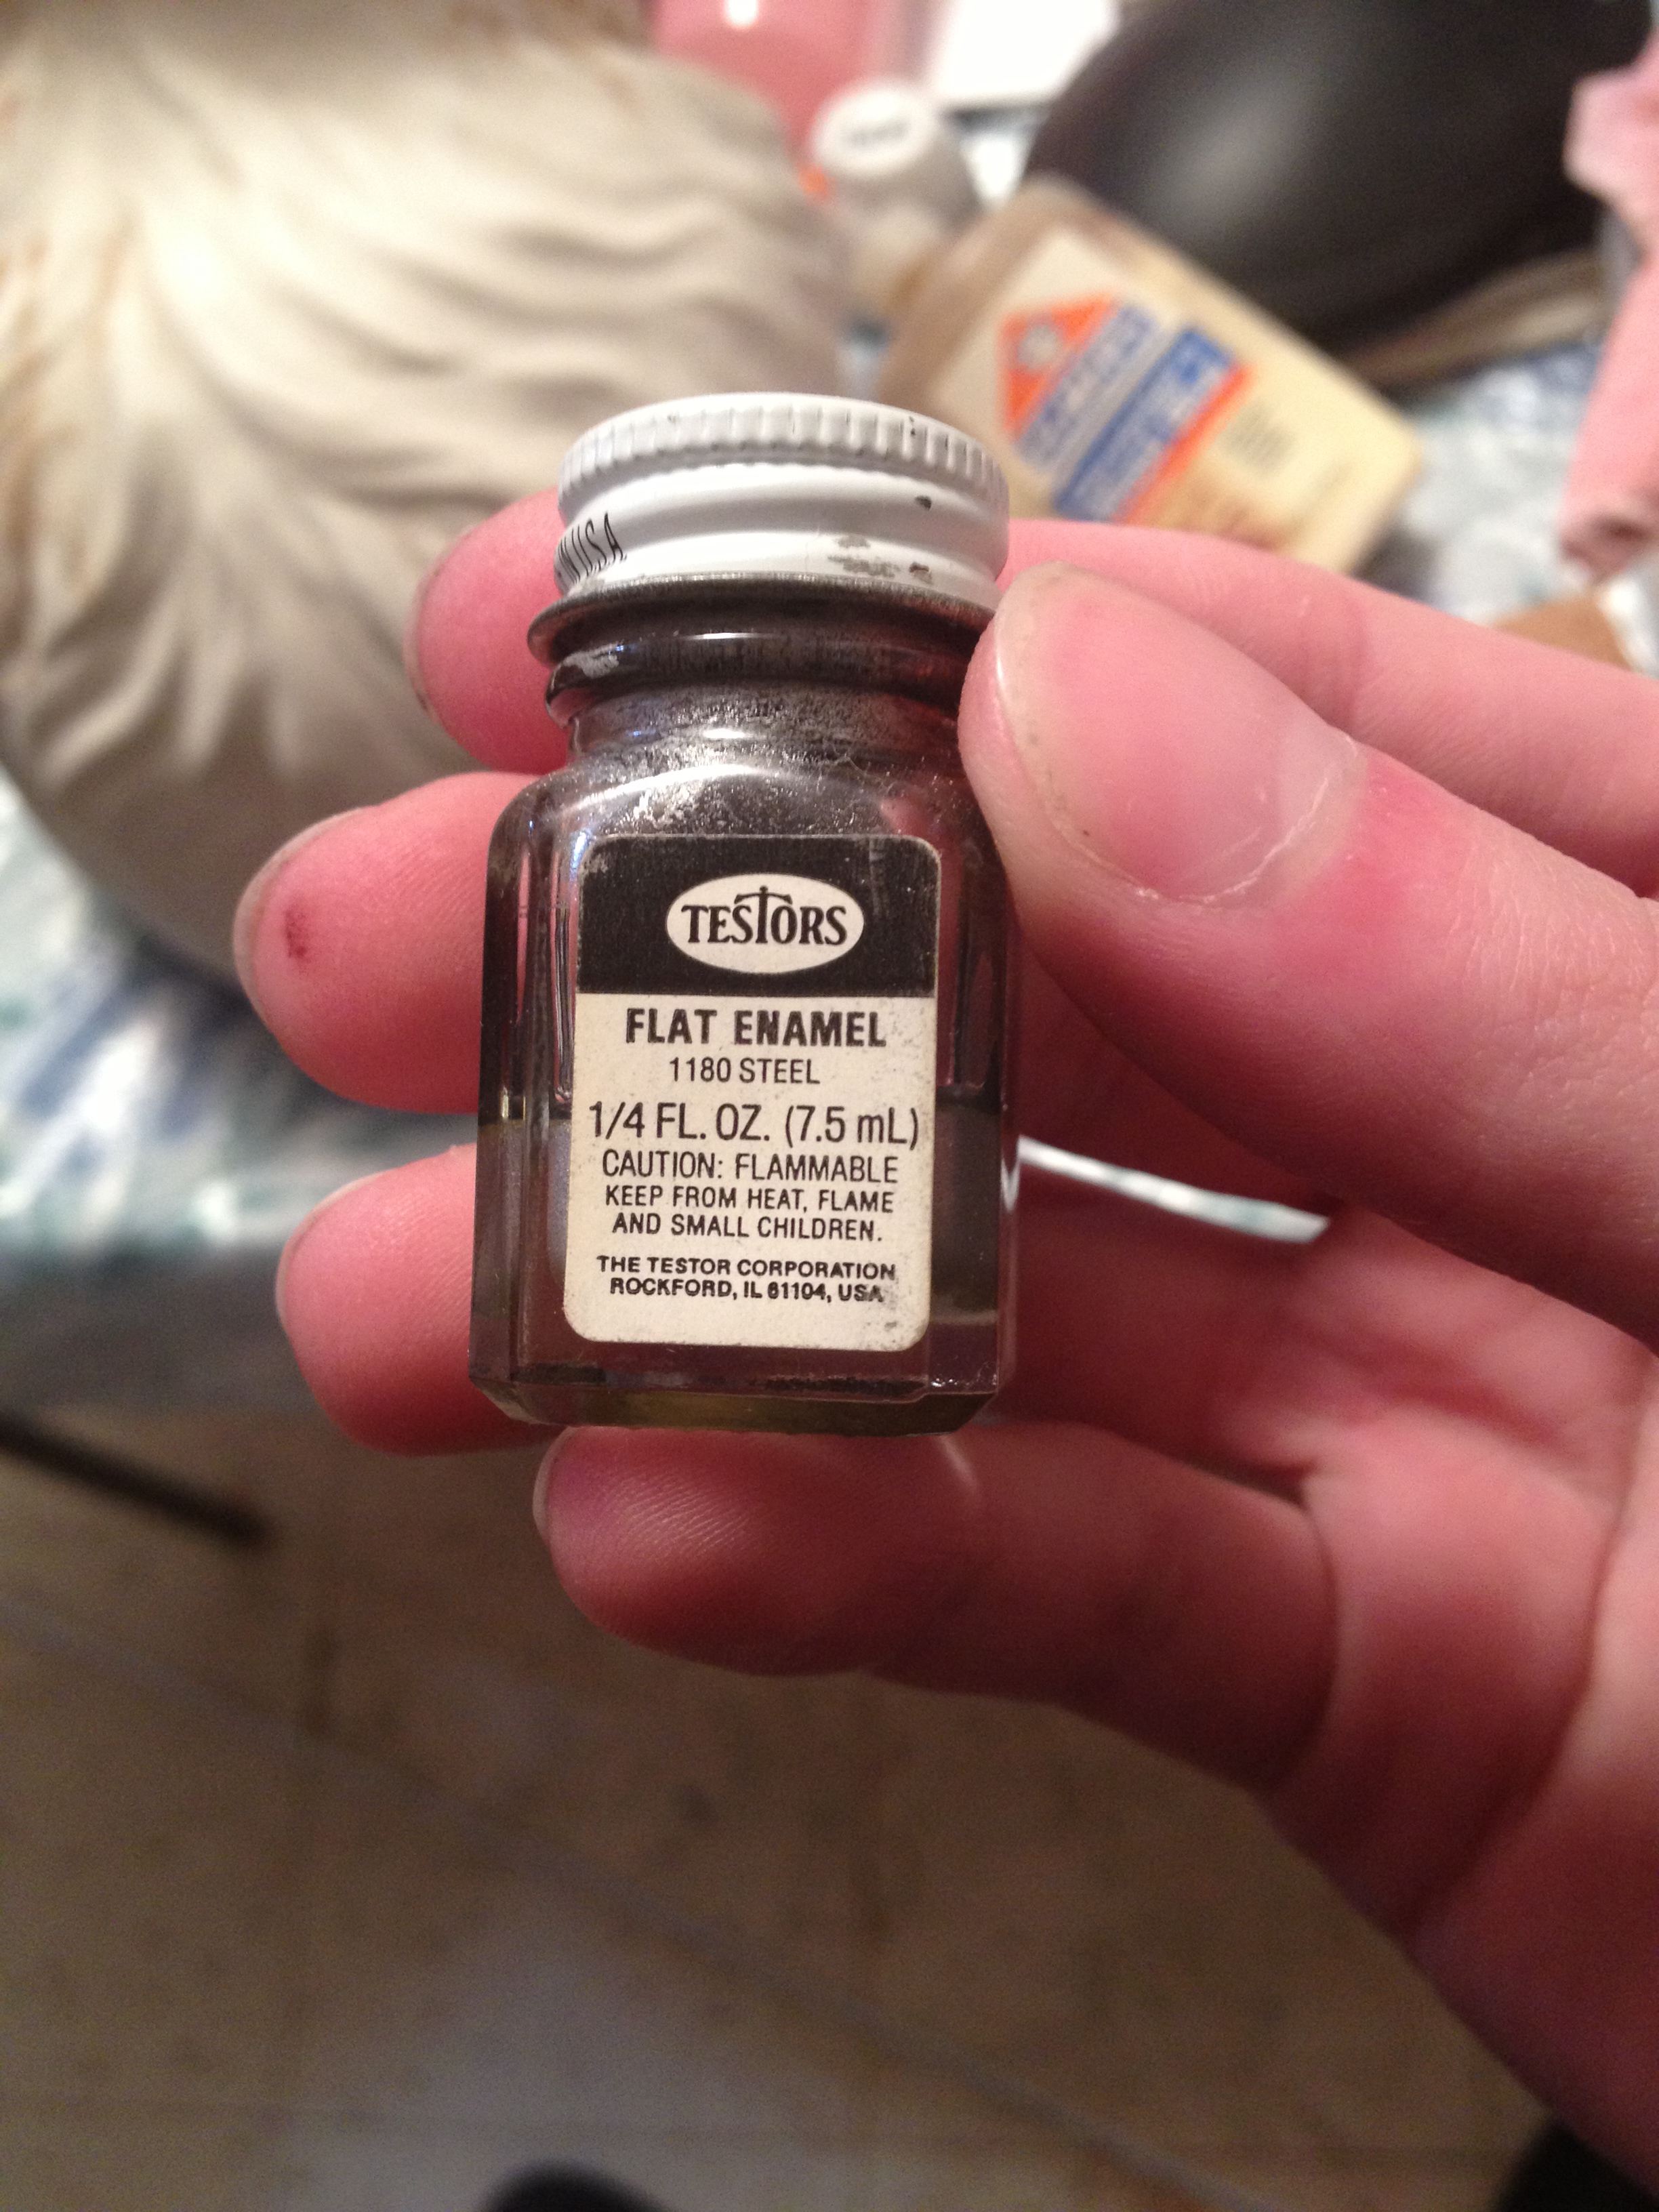 N USA
TESTORS
FLAT ENAMEL
1180 STEEL
1/4 FL. OZ. (7.5 mL)
CAUTION: FLAMMABLE
KEEP FROM HEAT, FLAME
AND SMALL CHILDREN.
THE TESTOR CORPORATION
ROCKFORD, IL 61104, USA